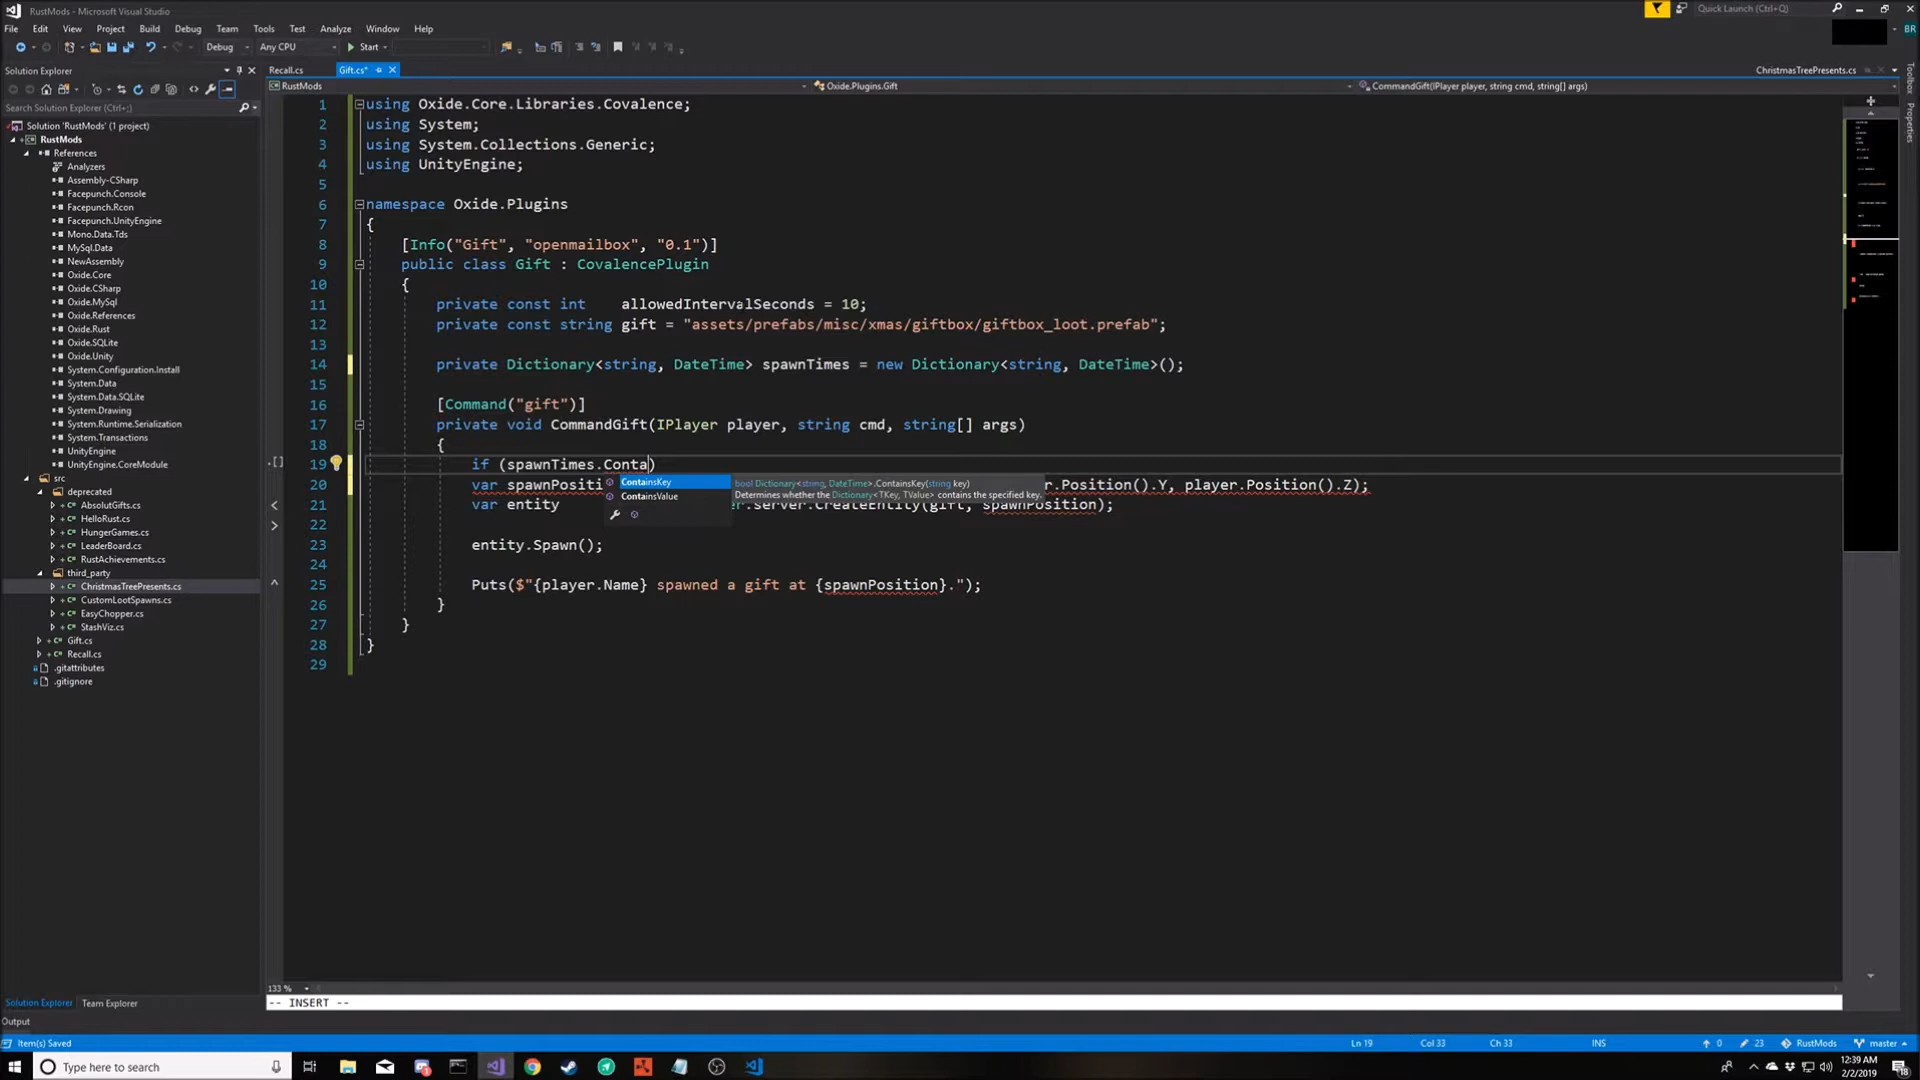 RustMods - Microsoft Visual Studio
Quick Launch (Ctrl+Q)
File Edit View Project Build Debug Team Tools Test Analyze Window Help
BR
Debug Any CPU Start
Solution Explorer
Recall.cs Gift.cs* ChristmasTreePresents.cs
RustMods Oxide.Plugins.Gift CommandGift(IPlayer player, string cmd, string[] args)
Search Solution Explorer (Ctrl+;)
Solution 'RustMods' (1 project)
RustMods
References
Analyzers
Assembly-CSharp
Facepunch.Console
Facepunch.Rcon
Facepunch.UnityEngine
Mono.Data.Tds
MySql.Data
NewAssembly
Oxide.Core
Oxide.CSharp
Oxide.MySql
Oxide.References
Oxide.Rust
Oxide.SQLite
Oxide.Unity
System.Configuration.Install
System.Data
System.Data.SQLite
System.Drawing
System.Runtime.Serialization
System.Transactions
UnityEngine
UnityEngine.CoreModule
src
deprecated
AbsolutGifts.cs
HelloRust.cs
HungerGames.cs
LeaderBoard.cs
RustAchievements.cs
third_party
ChristmasTreePresents.cs
CustomLootSpawns.cs
EasyChopper.cs
StashViz.cs
Gift.cs
Recall.cs
.gitattributes
.gitignore
1 using Oxide.Core.Libraries.Covalence;
2 using System;
3 using System.Collections.Generic;
4 using UnityEngine;
5
6 namespace Oxide.Plugins
7 {
8 [Info("Gift", "openmailbox", "0.1")]
9 public class Gift : CovalencePlugin
10 {
11 private const int allowedIntervalSeconds = 10;
12 private const string gift = "assets/prefabs/misc/xmas/giftbox/giftbox_loot.prefab";
13
14 private Dictionary<string, DateTime> spawnTimes = new Dictionary<string, DateTime>();
15
16 [Command("gift")]
17 private void CommandGift(IPlayer player, string cmd, string[] args)
18 {
19 if (spawnTimes.Conta)
20 var spawnPositi r.Position().Y, player.Position().Z);
ContainsKey
ContainsValue
bool Dictionary<string, DateTime>.ContainsKey(string key)
Determines whether the Dictionary<TKey, TValue> contains the specified key.
21 var entity er.server.CreateEntity(gift, spawnPosition);
22
23 entity.Spawn();
24
25 Puts($"{player.Name} spawned a gift at {spawnPosition}.");
26 }
27 }
28 }
29
133 %
-- INSERT --
Solution Explorer Team Explorer
Output
Item(s) Saved Ln 19 Col 33 Ch 33 INS 0 23 RustMods master
Type here to search
12:39 AM
2/2/2019
18
Toolbox
Properties